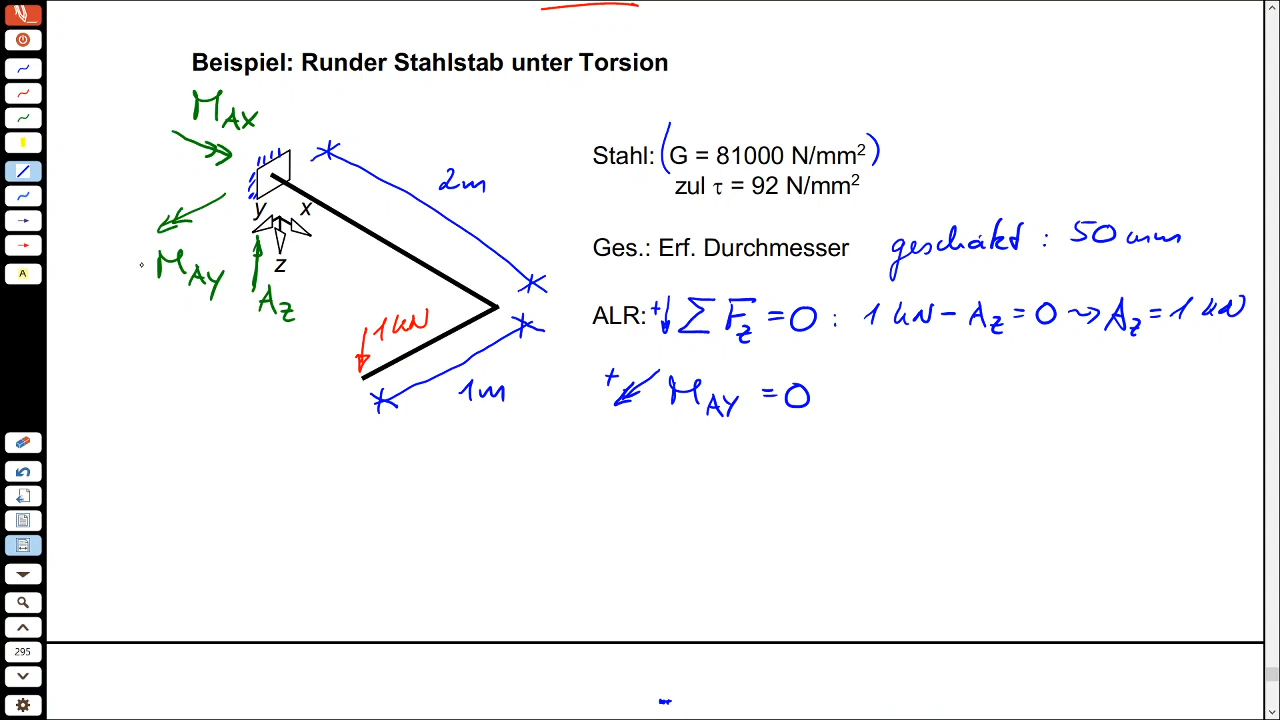 Beispiel: Runder Stahlstab unter Torsion
M_AX
2m
y x
z
M_AY
A_Z
1 kN
1m
Stahl: (G = 81000 N/mm²)
zul τ = 92 N/mm²
Ges.: Erf. Durchmesser geschätzt : 50 mm
ALR: +↓ Σ F_Z = 0 : 1 kN - A_Z = 0 ⇝ A_Z = 1 kN
+ ↙ M_AY = 0
A
295